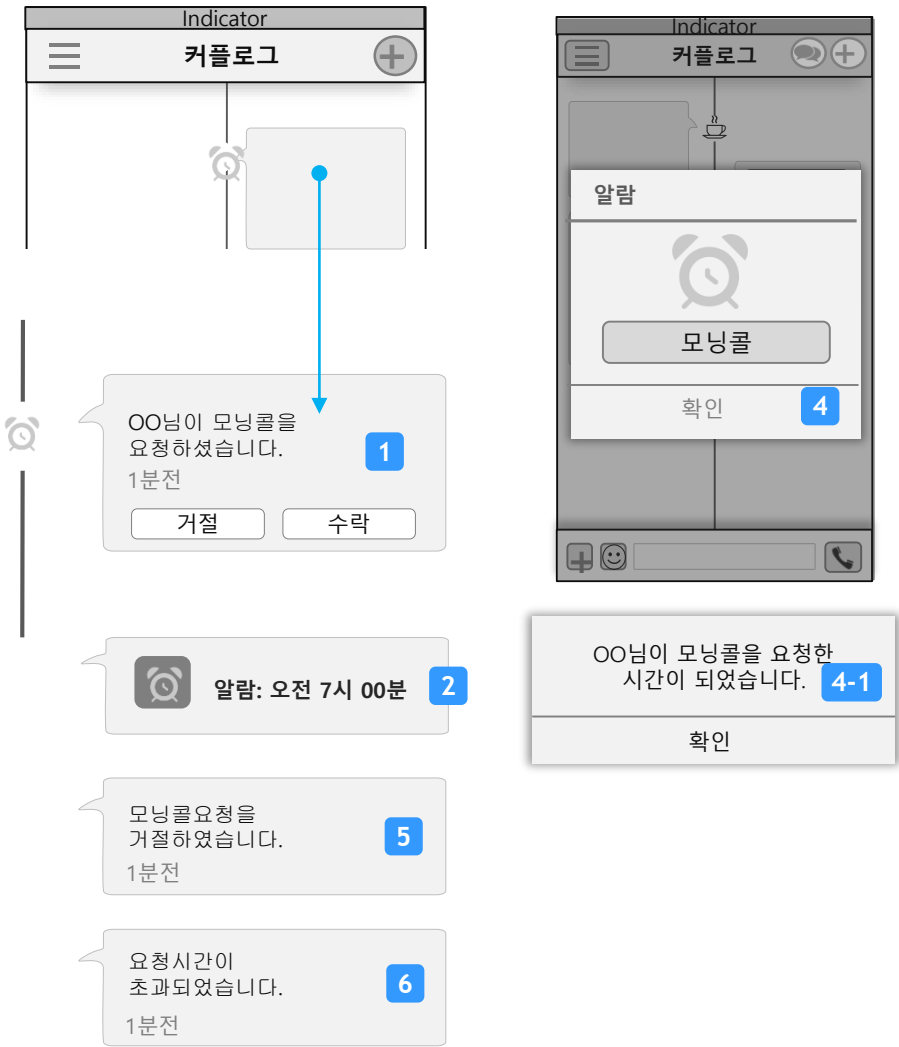 Indicator
커플로그
OO님이 모닝콜을
요청하셨습니다.
1
1분전
거절
수락
알람: 오전 7시 00분
2
모닝콜요청을
거절하였습니다.
5
1분전
요청시간이
초과되었습니다.
6
1분전
Indicator
커플로그
알람
모닝콜
확인
4
OO님이 모닝콜을 요청한
시간이 되었습니다.
4-1
확인